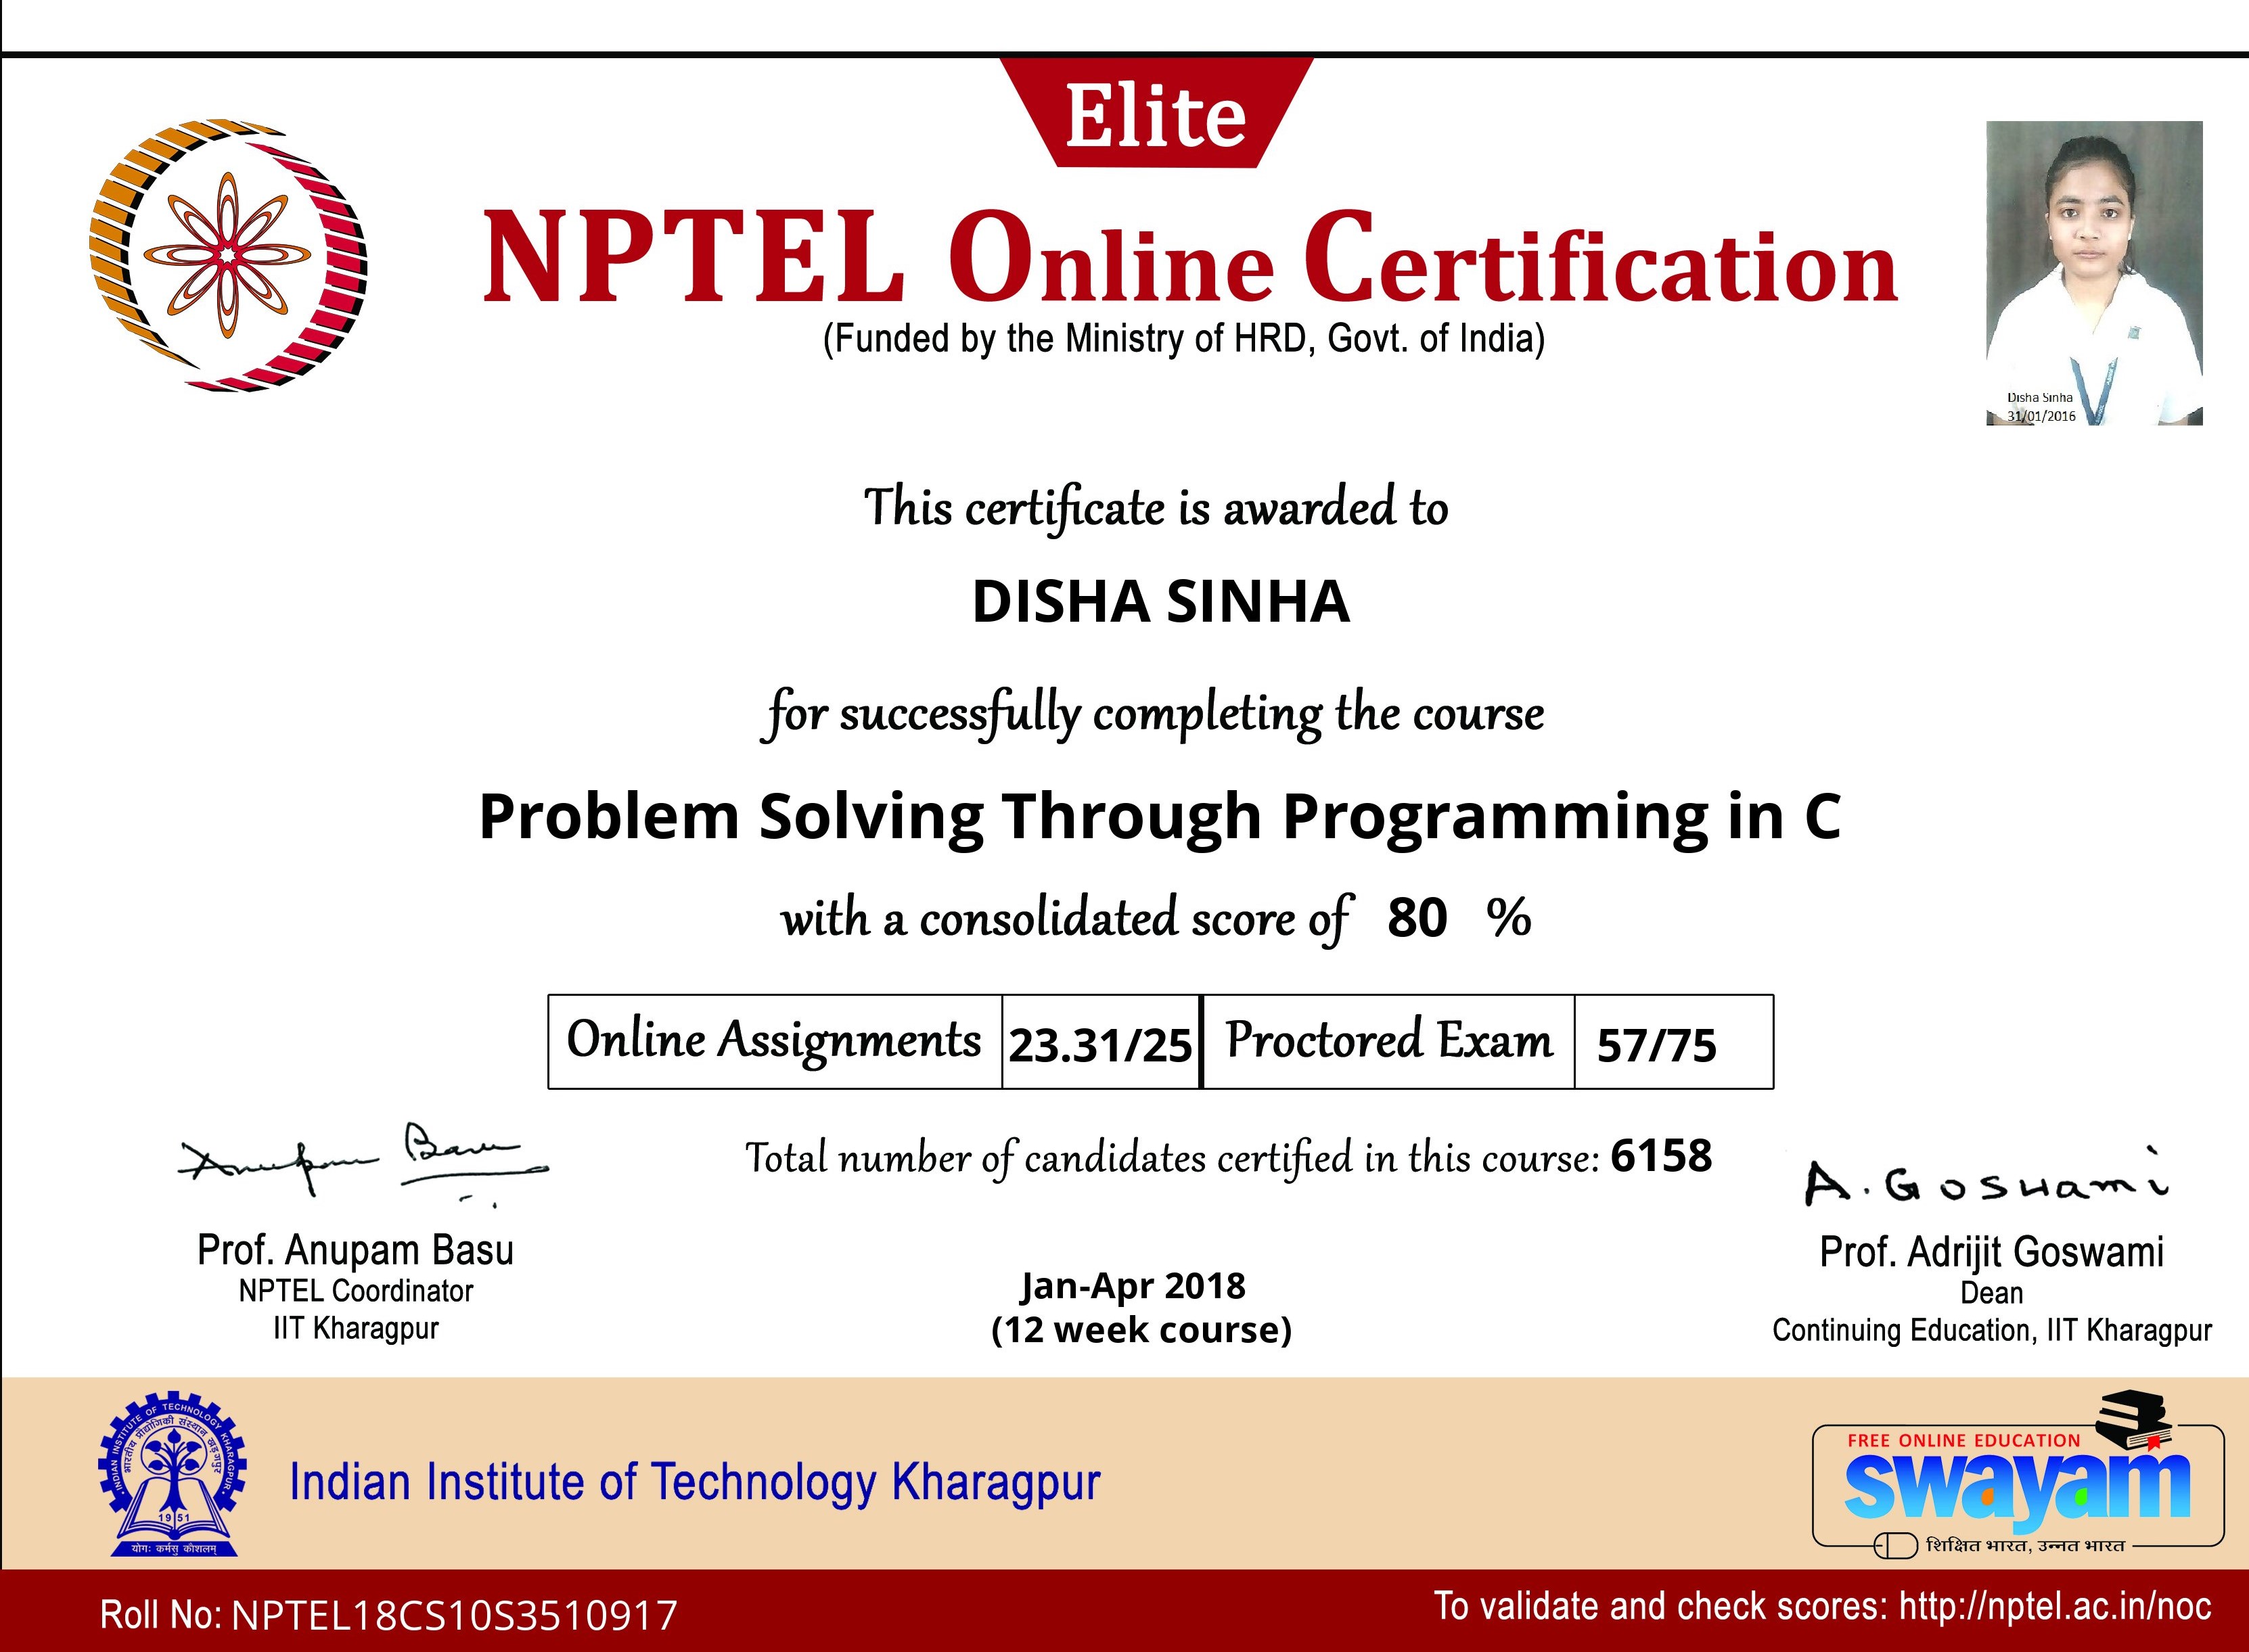 Elite
NPTEL Online Certification
(Funded by the Ministry of HRD, Govt. of India)
Disha Sinha
31/01/2016
This certificate is awarded to
DISHA SINHA
for successfully completing the course
Problem Solving Through Programming in C
with a consolidated score of 80 %
Online Assignments 23.31/25 Proctored Exam 57/75
Total number of candidates certified in this course: 6158
Anupam Basu
Prof. Anupam Basu
NPTEL Coordinator
IIT Kharagpur
Jan-Apr 2018
(12 week course)
A. Goswami
Prof. Adrijit Goswami
Dean
Continuing Education, IIT Kharagpur
INDIAN INSTITUTE OF TECHNOLOGY KHARAGPUR
भारतीय प्रौद्योगिकी संस्थान खड़गपुर
1951
योगः कर्मसु कौशलम्
Indian Institute of Technology Kharagpur
FREE ONLINE EDUCATION
swayam
शिक्षित भारत, उन्नत भारत
Roll No: NPTEL18CS10S3510917
To validate and check scores: http://nptel.ac.in/noc